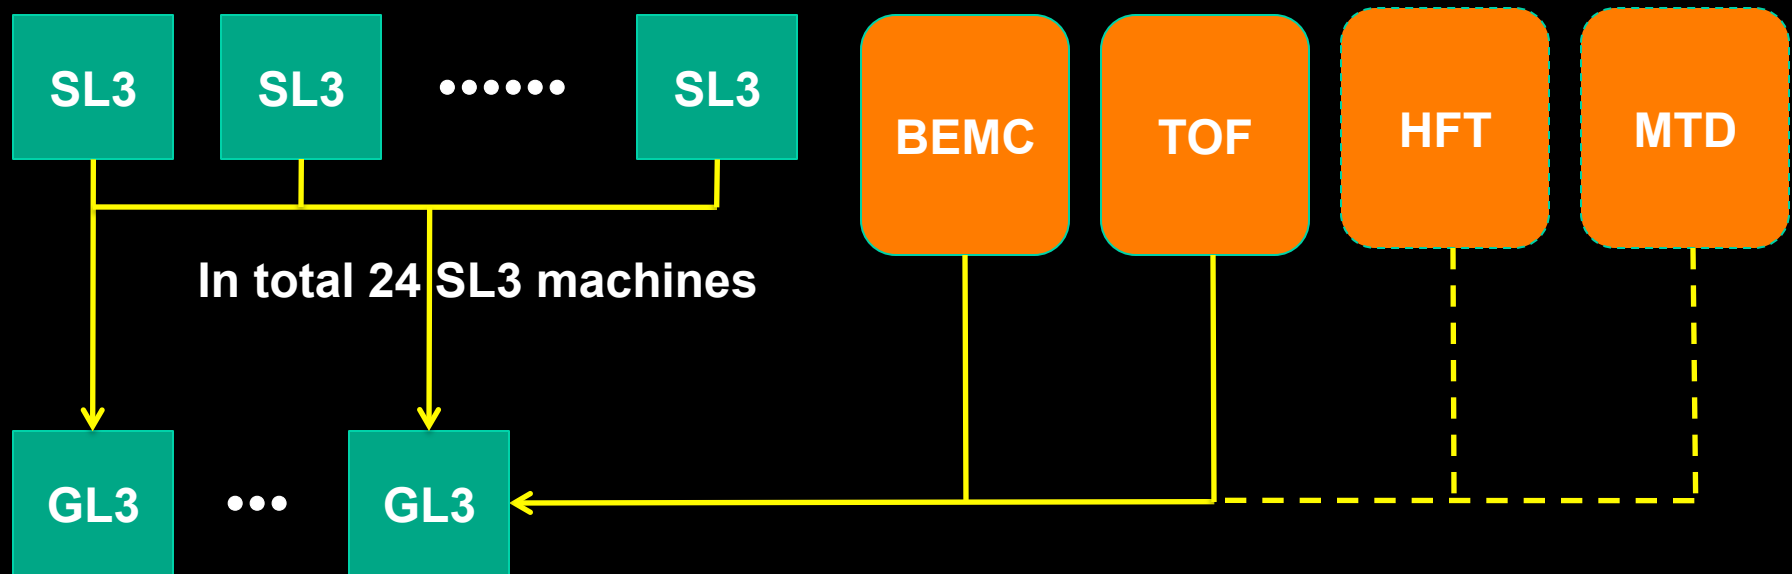 SL3
SL3
......
SL3
BEMC
TOF
HFT
MTD
In total 24 SL3 machines
GL3
...
GL3